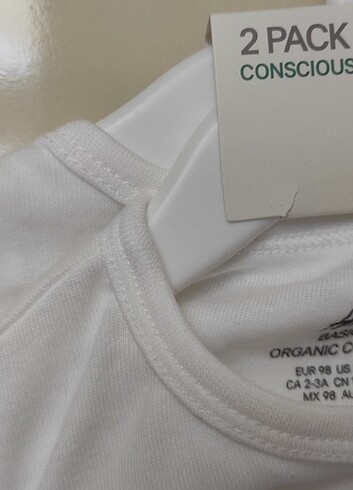 2 PACK
CONSCIOUS
ORGANIC
EUR 98 US
CA 2-3A CN
MX 98 AU